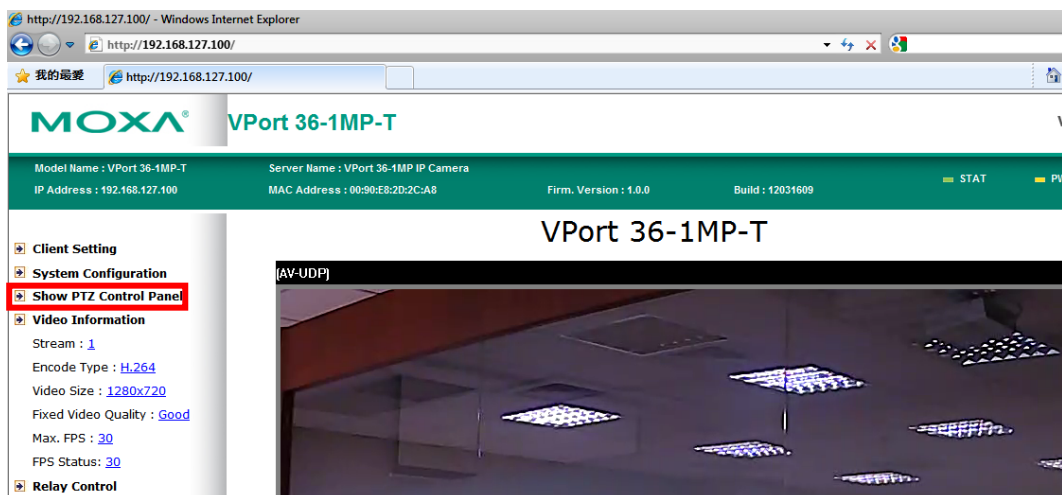 http://192.168.127.100/ - Windows Internet Explorer
http://192.168.127.100/
我的最愛
http://192.168.127.100/
MOXA®
VPort 36-1MP-T
Model Name : VPort 36-1MP-T
Server Name : VPort 36-1MP IP Camera
IP Address : 192.168.127.100
MAC Address : 00:90:E8:2D:2C:A8
Firm. Version : 1.0.0
Build : 12031609
STAT
VPort 36-1MP-T
Client Setting
System Configuration
Show PTZ Control Panel
Video Information
Stream : 1
Encode Type : H.264
Video Size : 1280x720
Fixed Video Quality : Good
Max. FPS : 30
FPS Status: 30
Relay Control
(AV-UDP)